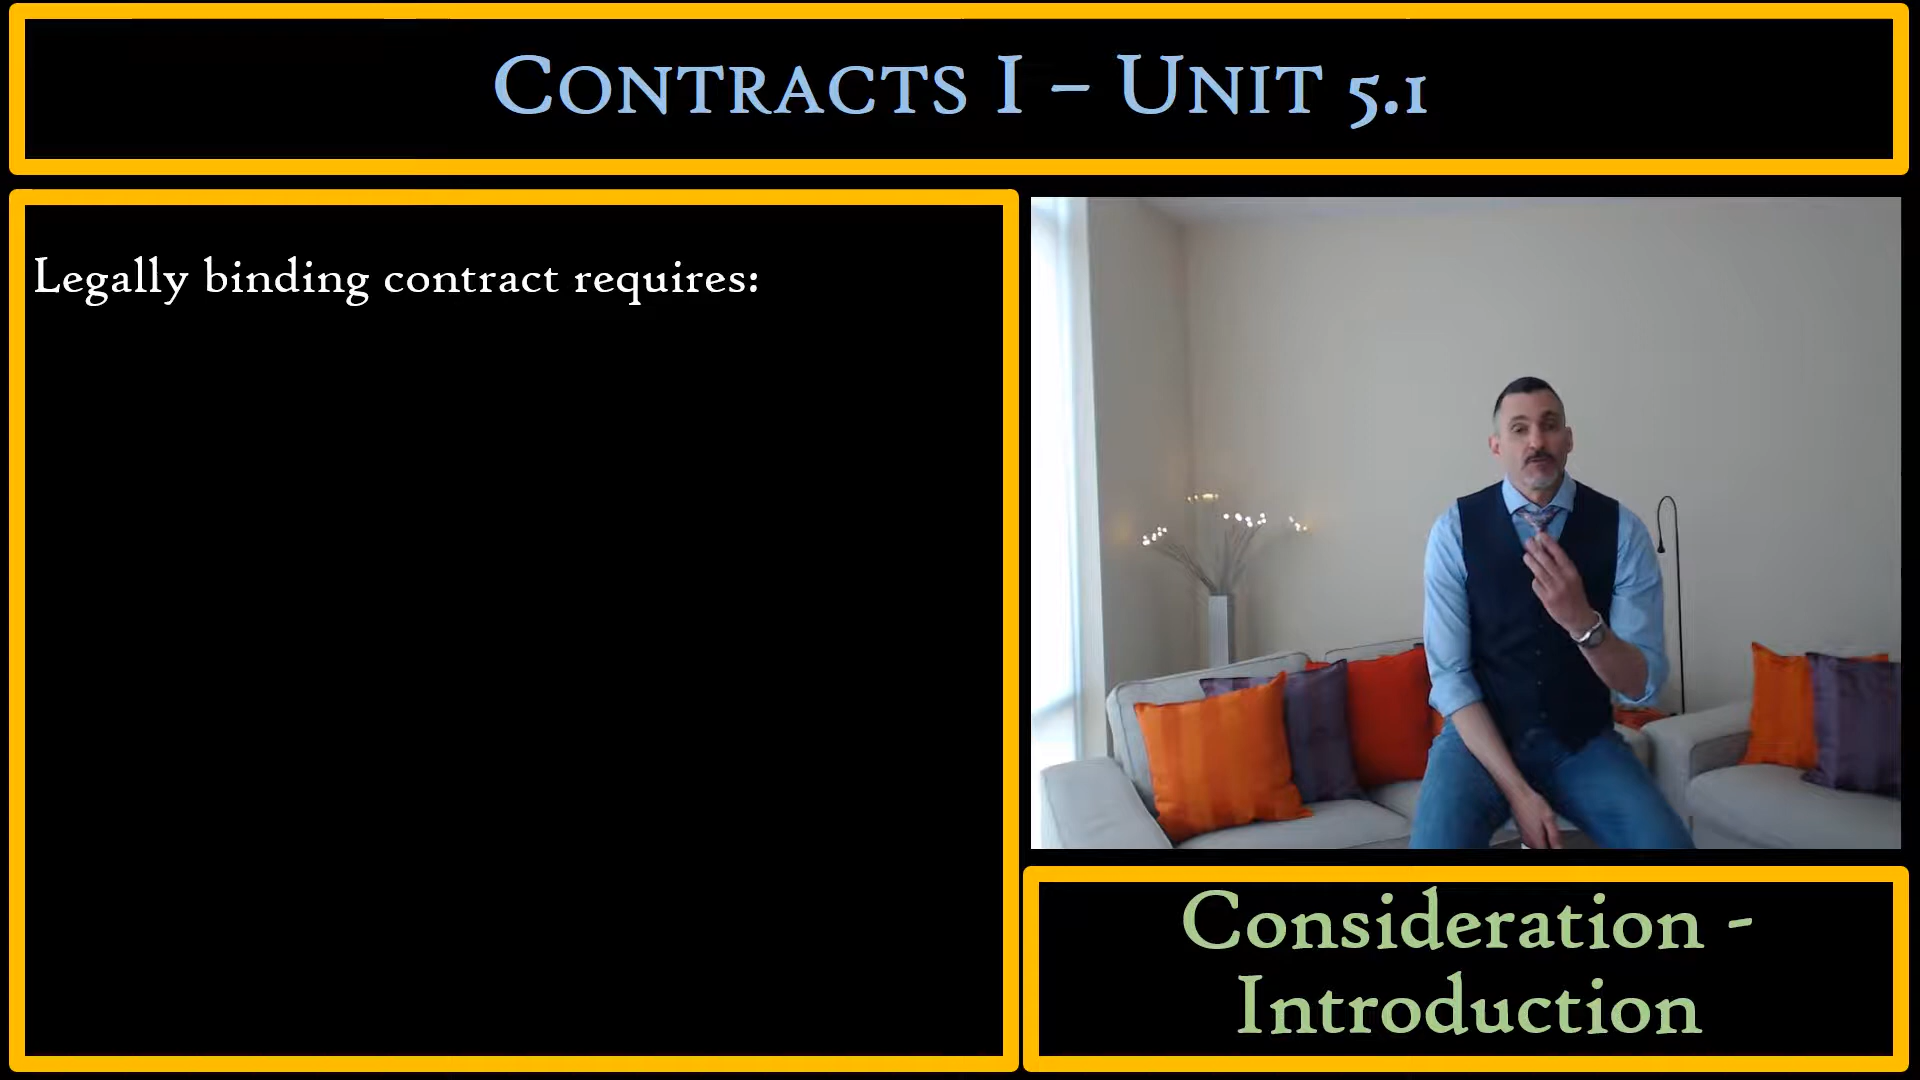 Contracts I – Unit 5.1
Legally binding contract requires:
Consideration -
Introduction